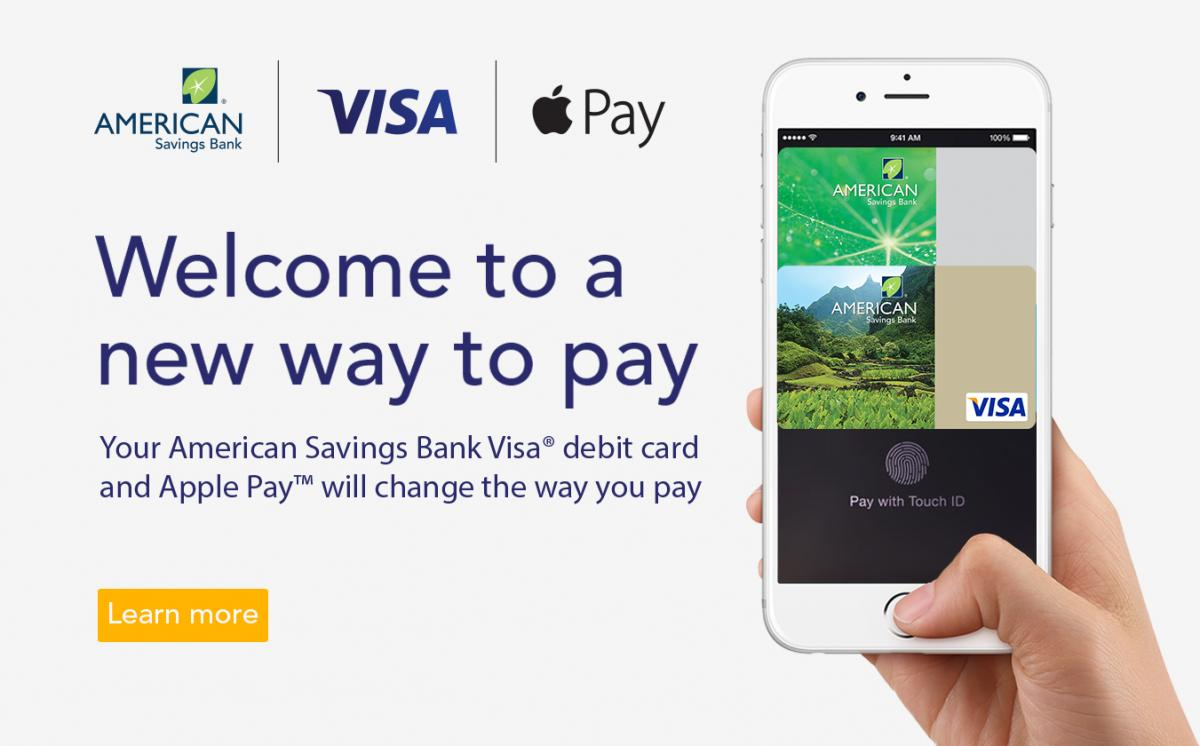 AMERICAN
Savings Bank
VISA
Pay
Welcome to a
new way to pay
Your American Savings Bank Visa® debit card
and Apple Pay™ will change the way you pay
Learn more
9:41 AM
100%
AMERICAN
Savings Bank
AMERICAN
Savings Bank
VISA
Pay with Touch ID